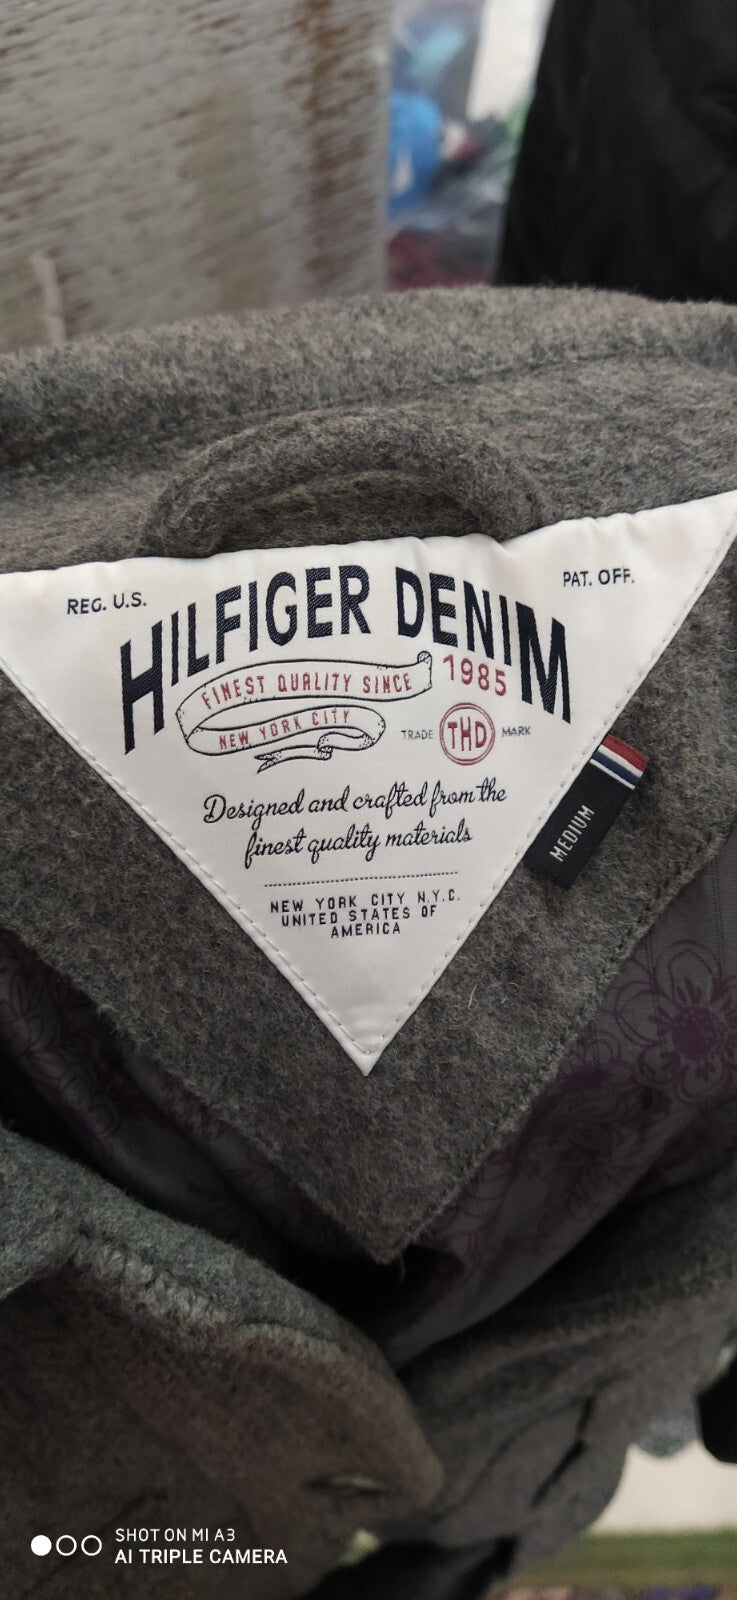 REG. U.S.
PAT. OFF.
HILFIGER DENIM
FINEST QUALITY SINCE 1985
NEW YORK CITY
TRADE THD MARK
Designed and crafted from the
finest quality materials
NEW YORK CITY N.Y.C.
UNITED STATES OF
AMERICA
MEDIUM
SHOT ON MI A3
AI TRIPLE CAMERA